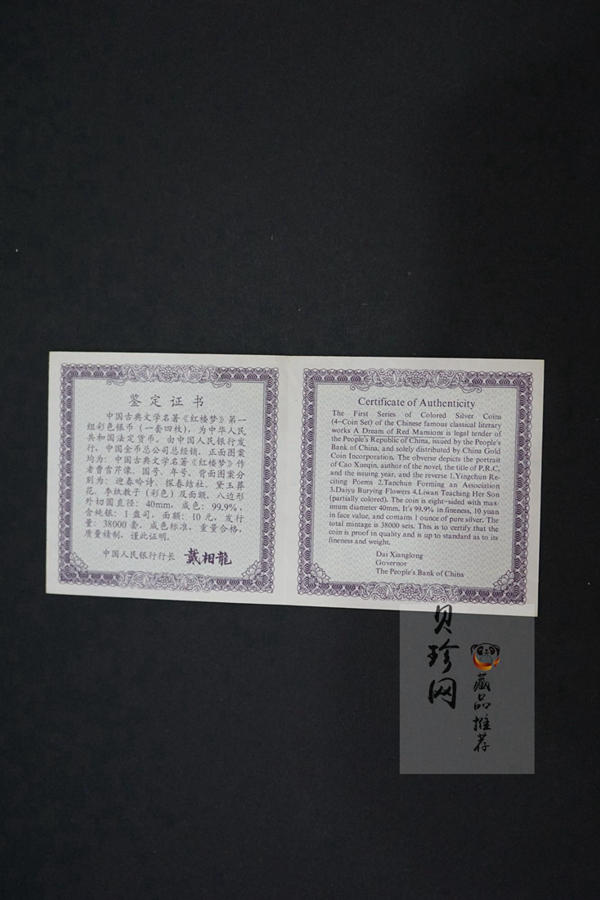 鉴定证书
中国古典文学名著《红楼梦》第一
组彩色银币（一套四枚），为中华人民
共和国法定货币。由中国人民银行发
行，中国金币总公司总经销。正面图案
均为：中国古典文学名著《红楼梦》作
者曹雪芹像、国号、年号。背面图案分
别为：迎春吟诗、探春结社、黛玉葬
花、李纨教子（彩色）及面额。八边形
外切圆直径：40mm，成色：99.9%，
含纯银：1盎司，面额：10元，发行
量：38000套。成色标准，重量合格，
质量精制，谨此证明。
中国人民银行行长 戴相龍
Certificate of Authenticity
The First Series of Colored Silver Coins
(4-Coin Set) of the Chinese famous classical literary
works A Dream of Red Mansions is legal tender of
the People's Republic of China, issued by the People's
Bank of China, and solely distributed by China Gold
Coin Incorporation. The obverse depicts the portrait
of Cao Xueqin, author of the novel, the title of P.R.C,
and the issuing year, and the reverse 1.Yingchun Re-
citing Poems 2.Tanchun Forming an Association
3.Daiyu Burying Flowers 4.Liwan Teaching Her Son
(partially colored). The coin is eight-sided with max-
imum diameter 40mm. It's 99.9% in fineness, 10 yuan
in face value, and contams 1 ounce of pure silver. The
total mintage is 38000 sets. This is to certify that the
coin is proof in quality and is up to standard as to its
fineness and weight.
Dai Xianglong
Governor
The People's Bank of China
贝珍网
藏品推荐